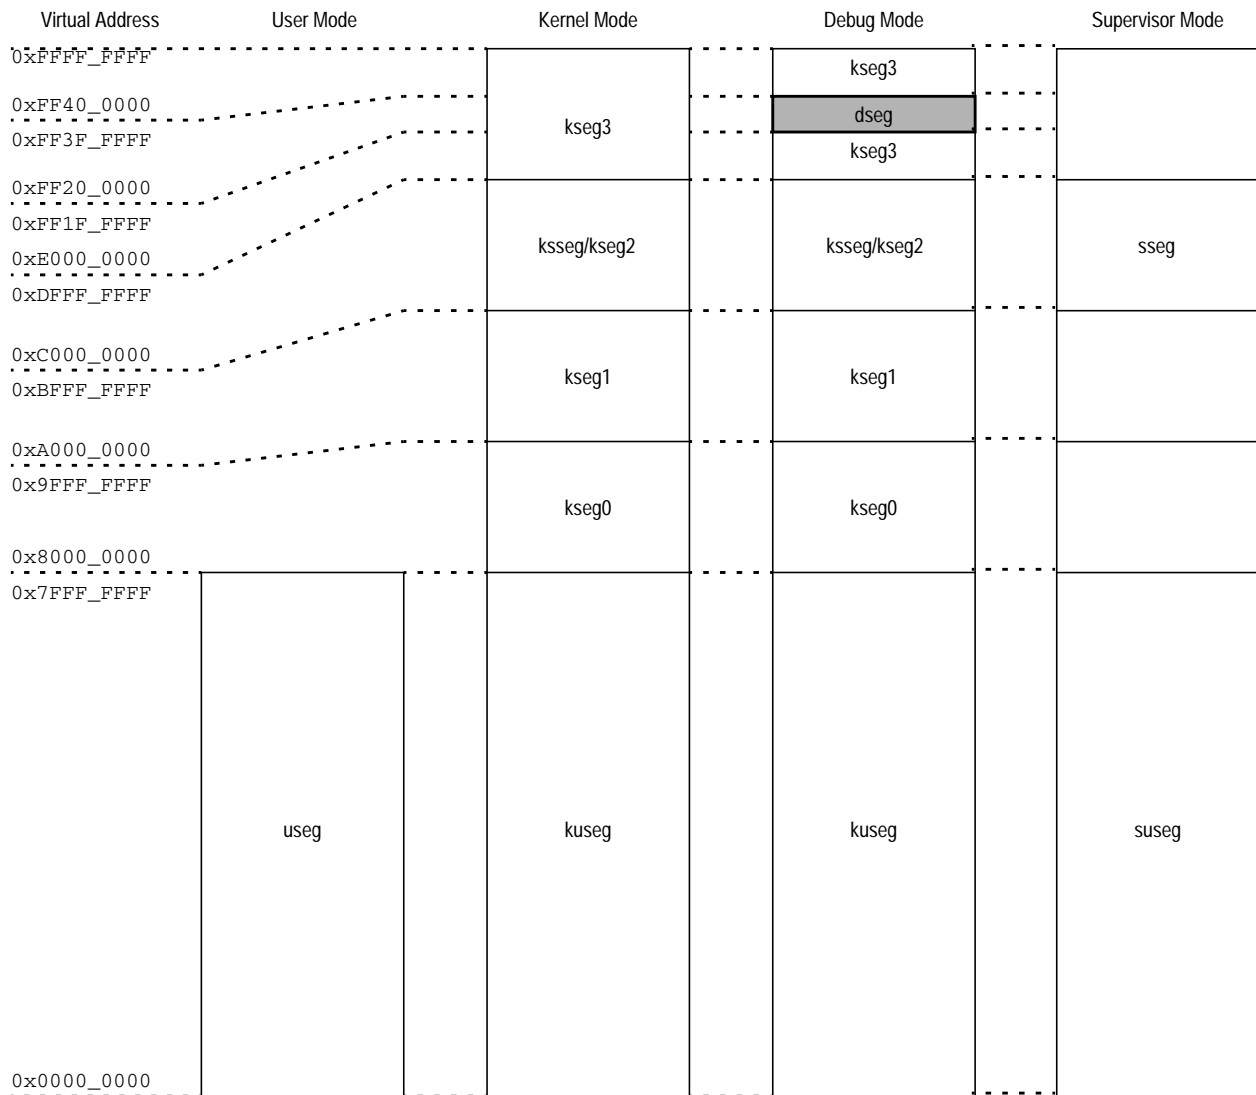 Virtual Address User Mode Kernel Mode Debug Mode Supervisor Mode
0xFFFF_FFFF
kseg3
0xFF40_0000
dseg
kseg3
0xFF3F_FFFF
kseg3
0xFF20_0000
0xFF1F_FFFF
ksseg/kseg2 ksseg/kseg2 sseg
0xE000_0000
0xDFFF_FFFF
0xC000_0000
kseg1 kseg1
0xBFFF_FFFF
0xA000_0000
0x9FFF_FFFF
kseg0 kseg0
0x8000_0000
0x7FFF_FFFF
useg kuseg kuseg suseg
0x0000_0000